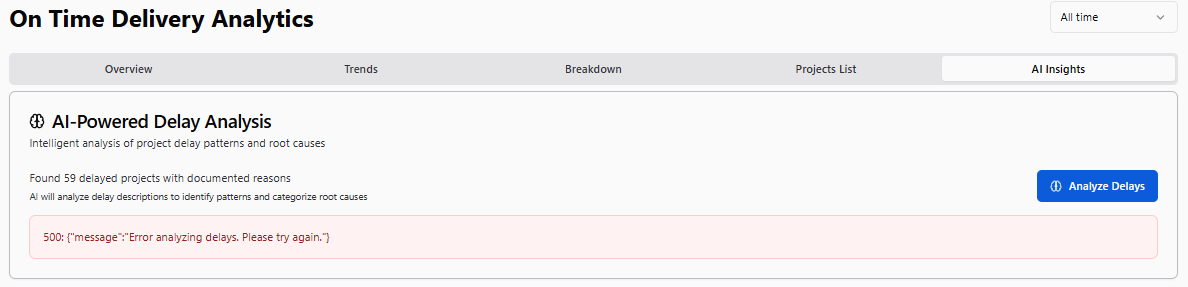 On Time Delivery Analytics
All time
Overview
Trends
Breakdown
Projects List
AI Insights
AI-Powered Delay Analysis
Intelligent analysis of project delay patterns and root causes
Found 59 delayed projects with documented reasons
AI will analyze delay descriptions to identify patterns and categorize root causes
Analyze Delays
500: {"message":"Error analyzing delays. Please try again."}